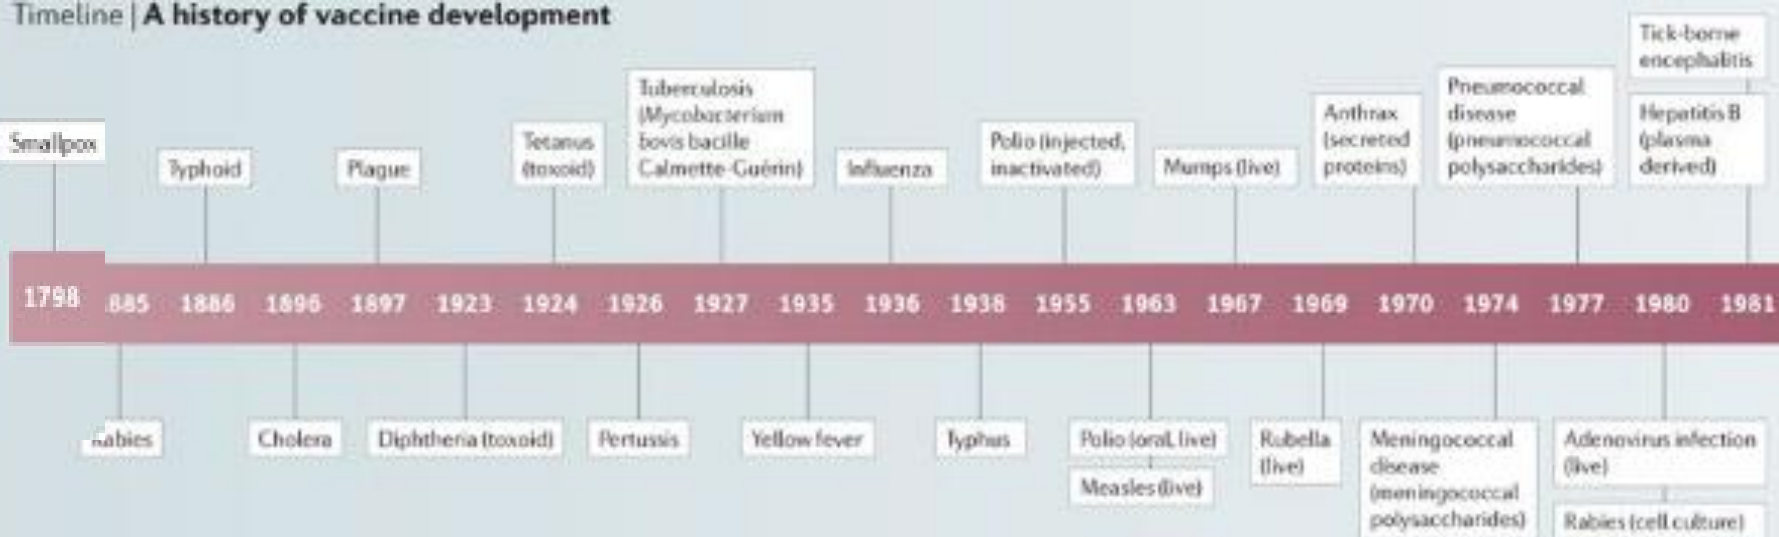 Timeline | A history of vaccine development
Tick-borne
encephalitis
Smallpox
Typhoid
Plague
Tetanus
(toxoid)
Tuberculosis
(Mycobacterium
bovis bacille
Calmette-Guérin)
Influenza
Polio (injected,
inactivated)
Mumps (live)
Anthrax
(secreted
proteins)
Pneumococcal
disease
(pneumococcal
polysaccharides)
Hepatitis B
(plasma
derived)
1798 885 1886 1896 1897 1923 1924 1926 1927 1935 1936 1938 1955 1963 1967 1969 1970 1974 1977 1980 1981
Rabies
Cholera
Diphtheria (toxoid)
Pertussis
Yellow fever
Typhus
Polio (oral, live)
Measles (live)
Rubella
(live)
Meningococcal
disease
(meningococcal
polysaccharides)
Adenovirus infection
(live)
Rabies (cell culture)